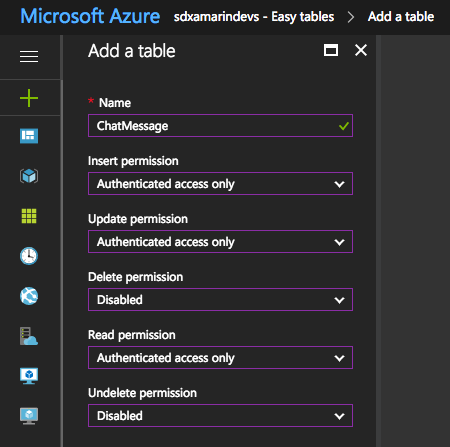 Microsoft Azure sdxamarindevs - Easy tables > Add a table
Add a table
* Name
ChatMessage
Insert permission
Authenticated access only
Update permission
Authenticated access only
Delete permission
Disabled
Read permission
Authenticated access only
Undelete permission
Disabled